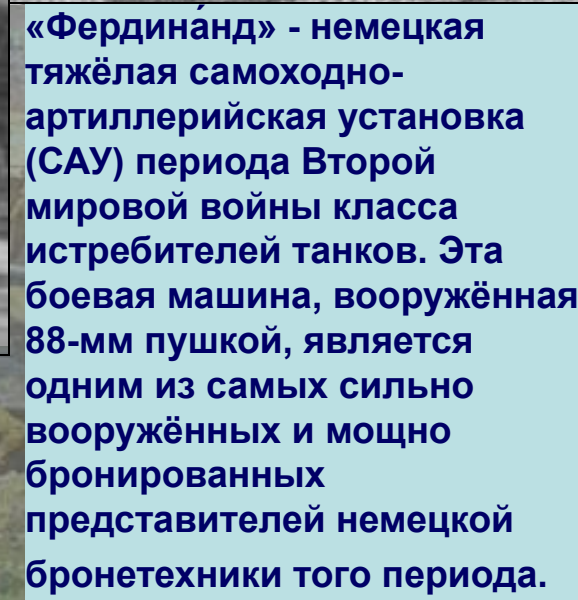 «Фердина́нд» - немецкая
тяжёлая самоходно-
артиллерийская установка
(САУ) периода Второй
мировой войны класса
истребителей танков. Эта
боевая машина, вооружённая
88-мм пушкой, является
одним из самых сильно
вооружённых и мощно
бронированных
представителей немецкой
бронетехники того периода.